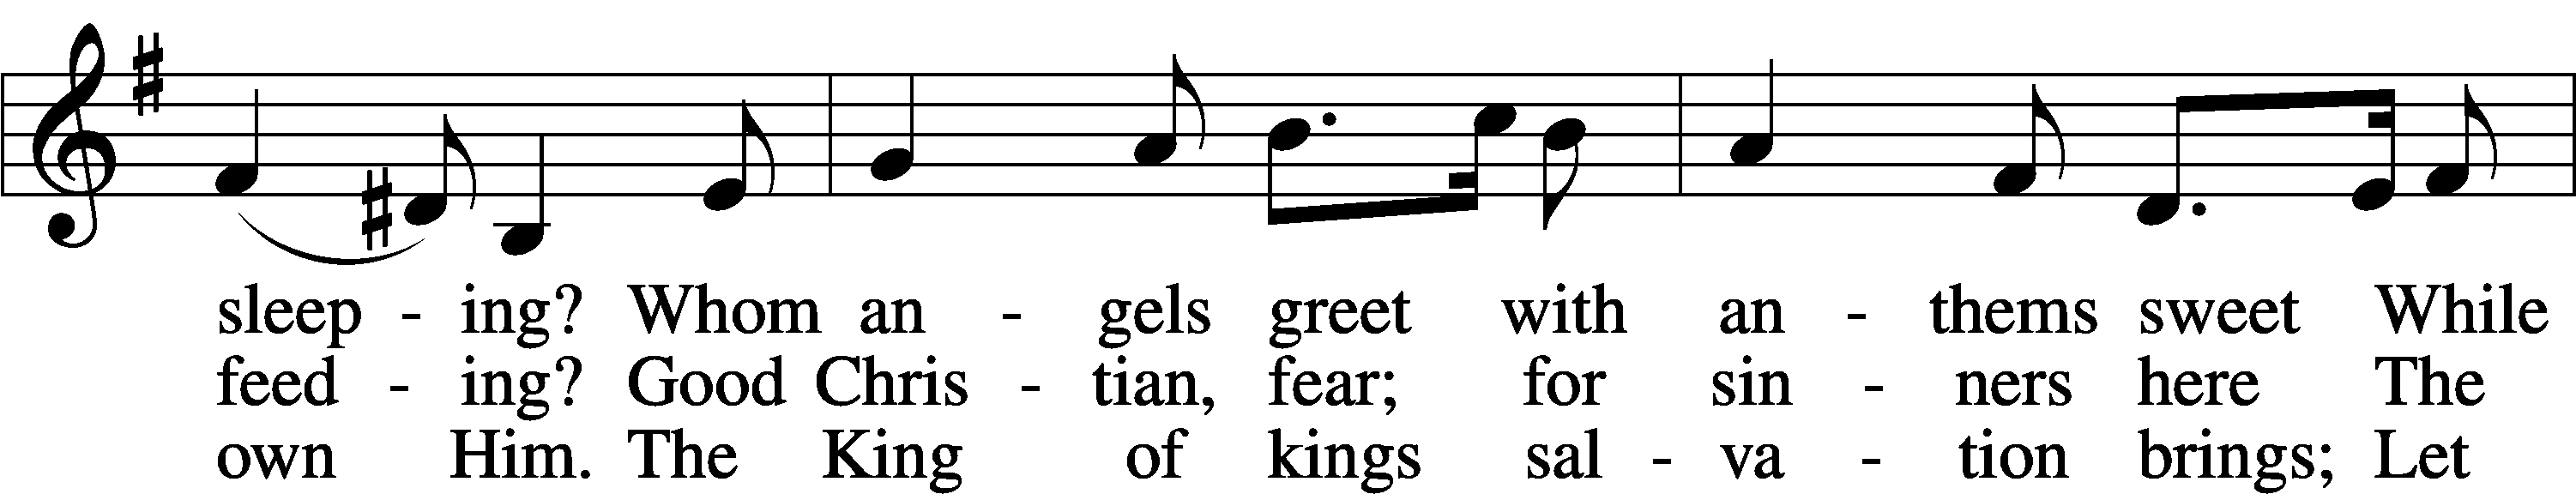 sleep - ing? Whom an - gels greet with an - thems sweet While
feed - ing? Good Chris - tian, fear; for sin - ners here The
own Him. The King of kings sal - va - tion brings; Let